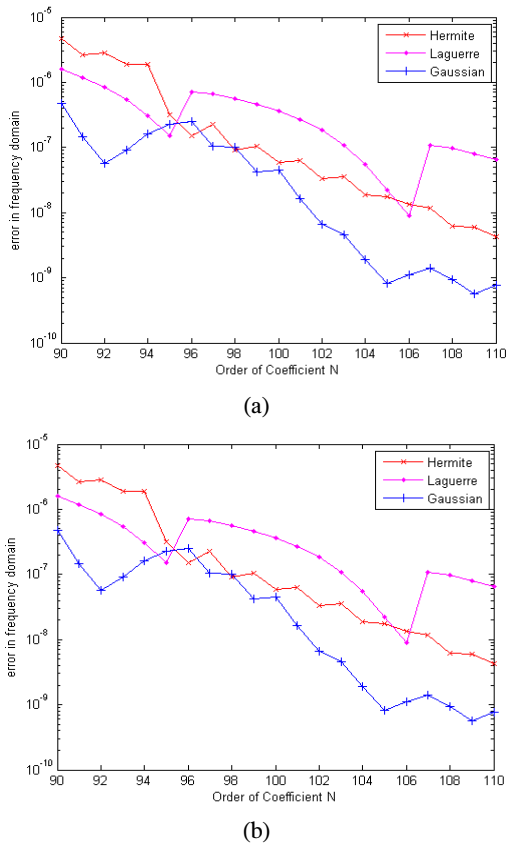 10^-5
10^-6
10^-7
10^-8
10^-9
10^-10
error in frequency domain
Hermite
Laguerre
Gaussian
90 92 94 96 98 100 102 104 106 108 110
Order of Coefficient N
(a)
10^-5
10^-6
10^-7
10^-8
10^-9
10^-10
error in frequency domain
Hermite
Laguerre
Gaussian
90 92 94 96 98 100 102 104 106 108 110
Order of Coefficient N
(b)